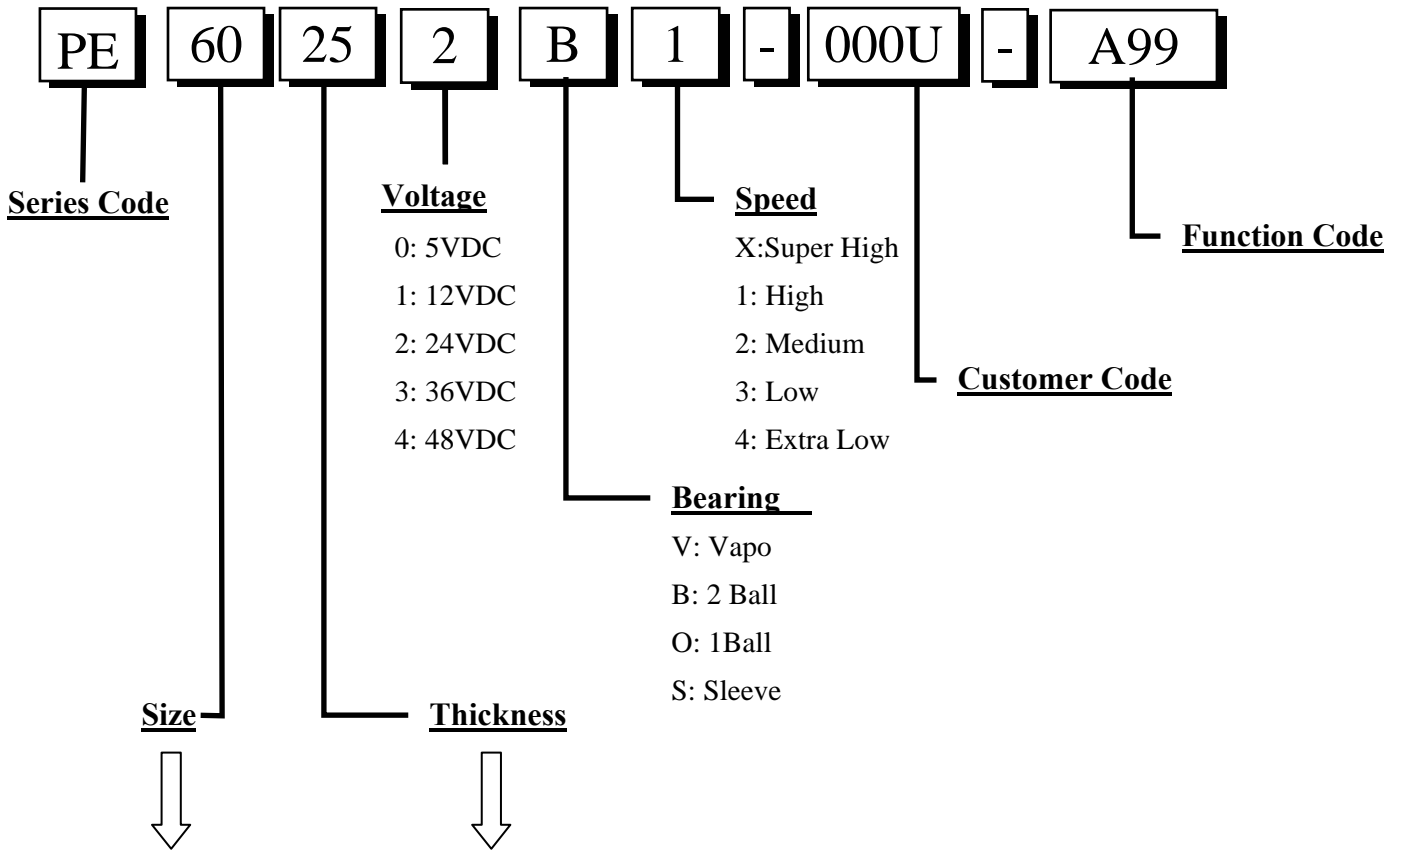 PE 60 25 2 B 1 - 000U - A99
Series Code
Voltage
0: 5VDC
1: 12VDC
2: 24VDC
3: 36VDC
4: 48VDC
Speed
X:Super High
1: High
2: Medium
3: Low
4: Extra Low
Function Code
Customer Code
Bearing
V: Vapo
B: 2 Ball
O: 1Ball
S: Sleeve
Size
Thickness